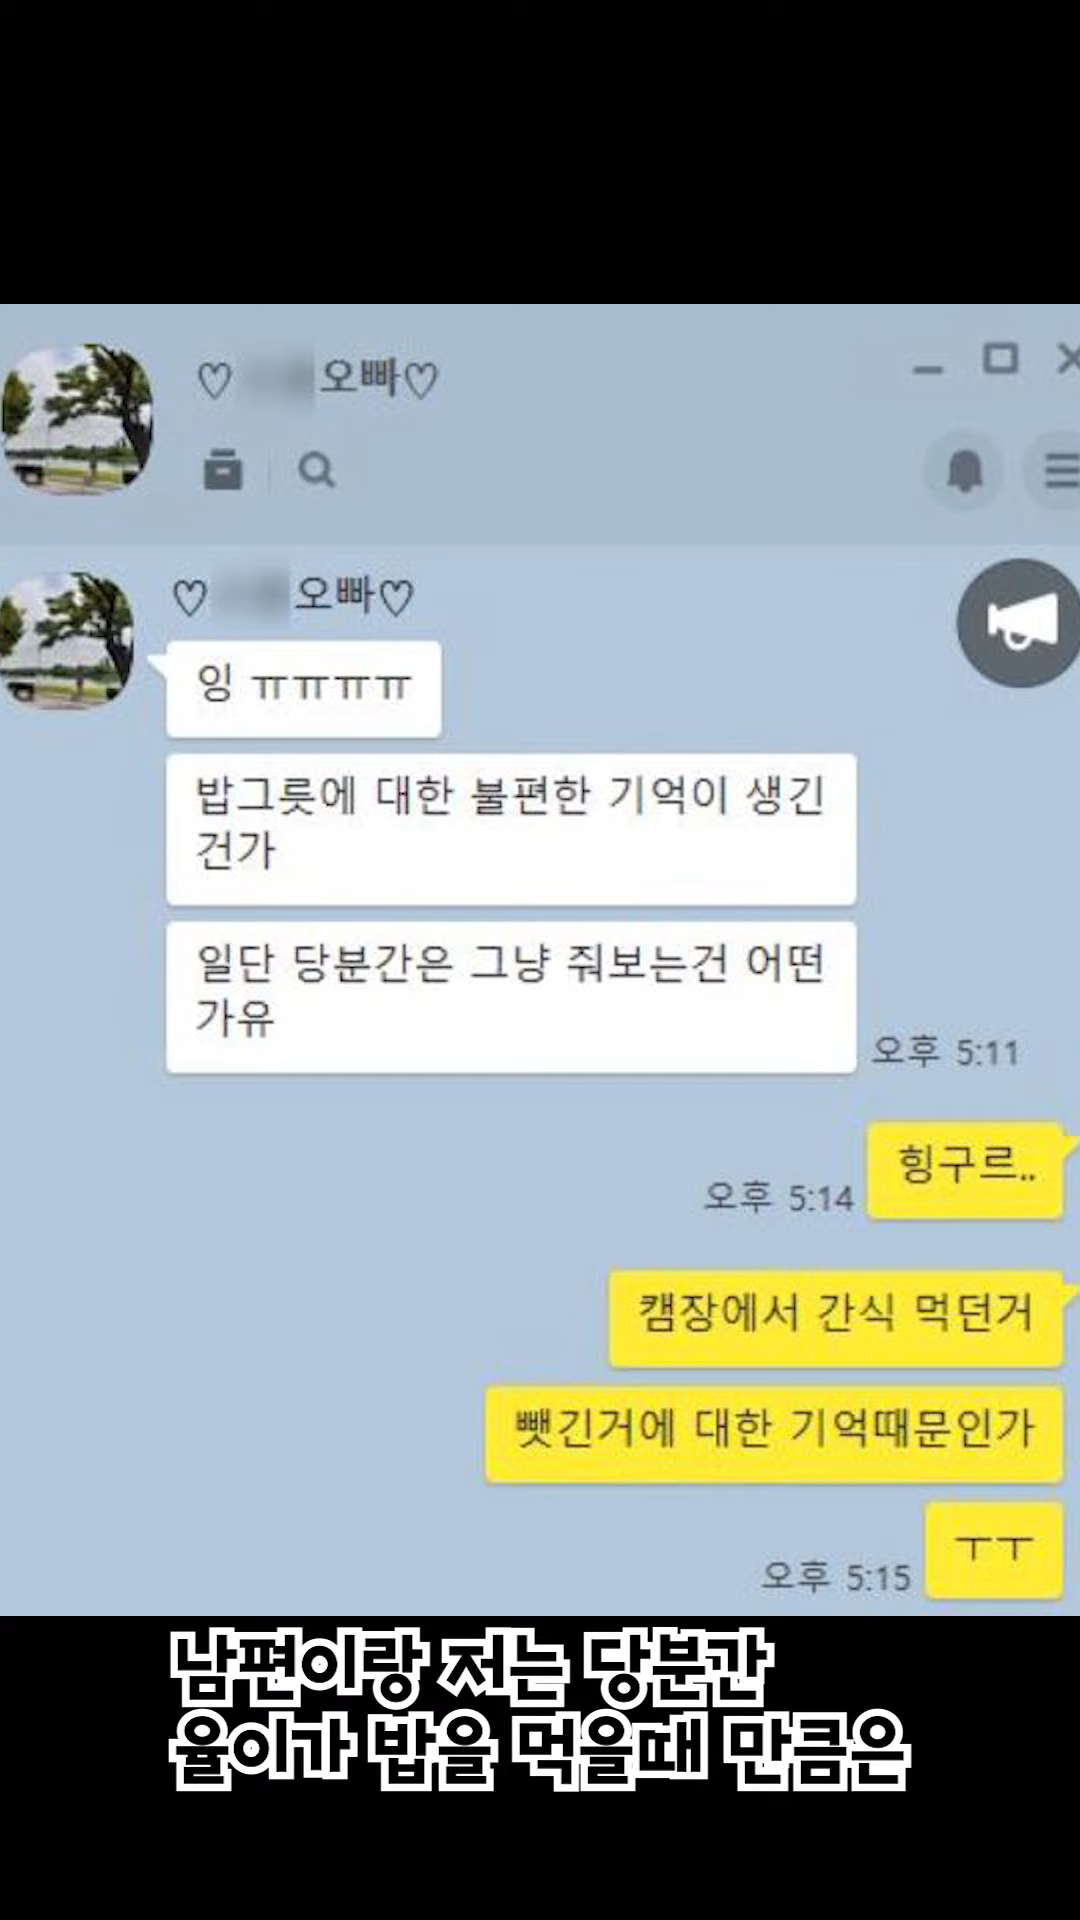 ♡ 오빠♡
♡ 오빠♡
잉 ㅠㅠㅠㅠ
밥그릇에 대한 불편한 기억이 생긴
건가
일단 당분간은 그냥 줘보는건 어떤
가유
오후 5:11
힝구르..
오후 5:14
캠장에서 간식 먹던거
뺏긴거에 대한 기억때문인가
ㅜㅜ
오후 5:15
남편이랑 저는 당분간
율이가 밥을 먹을때 만큼은